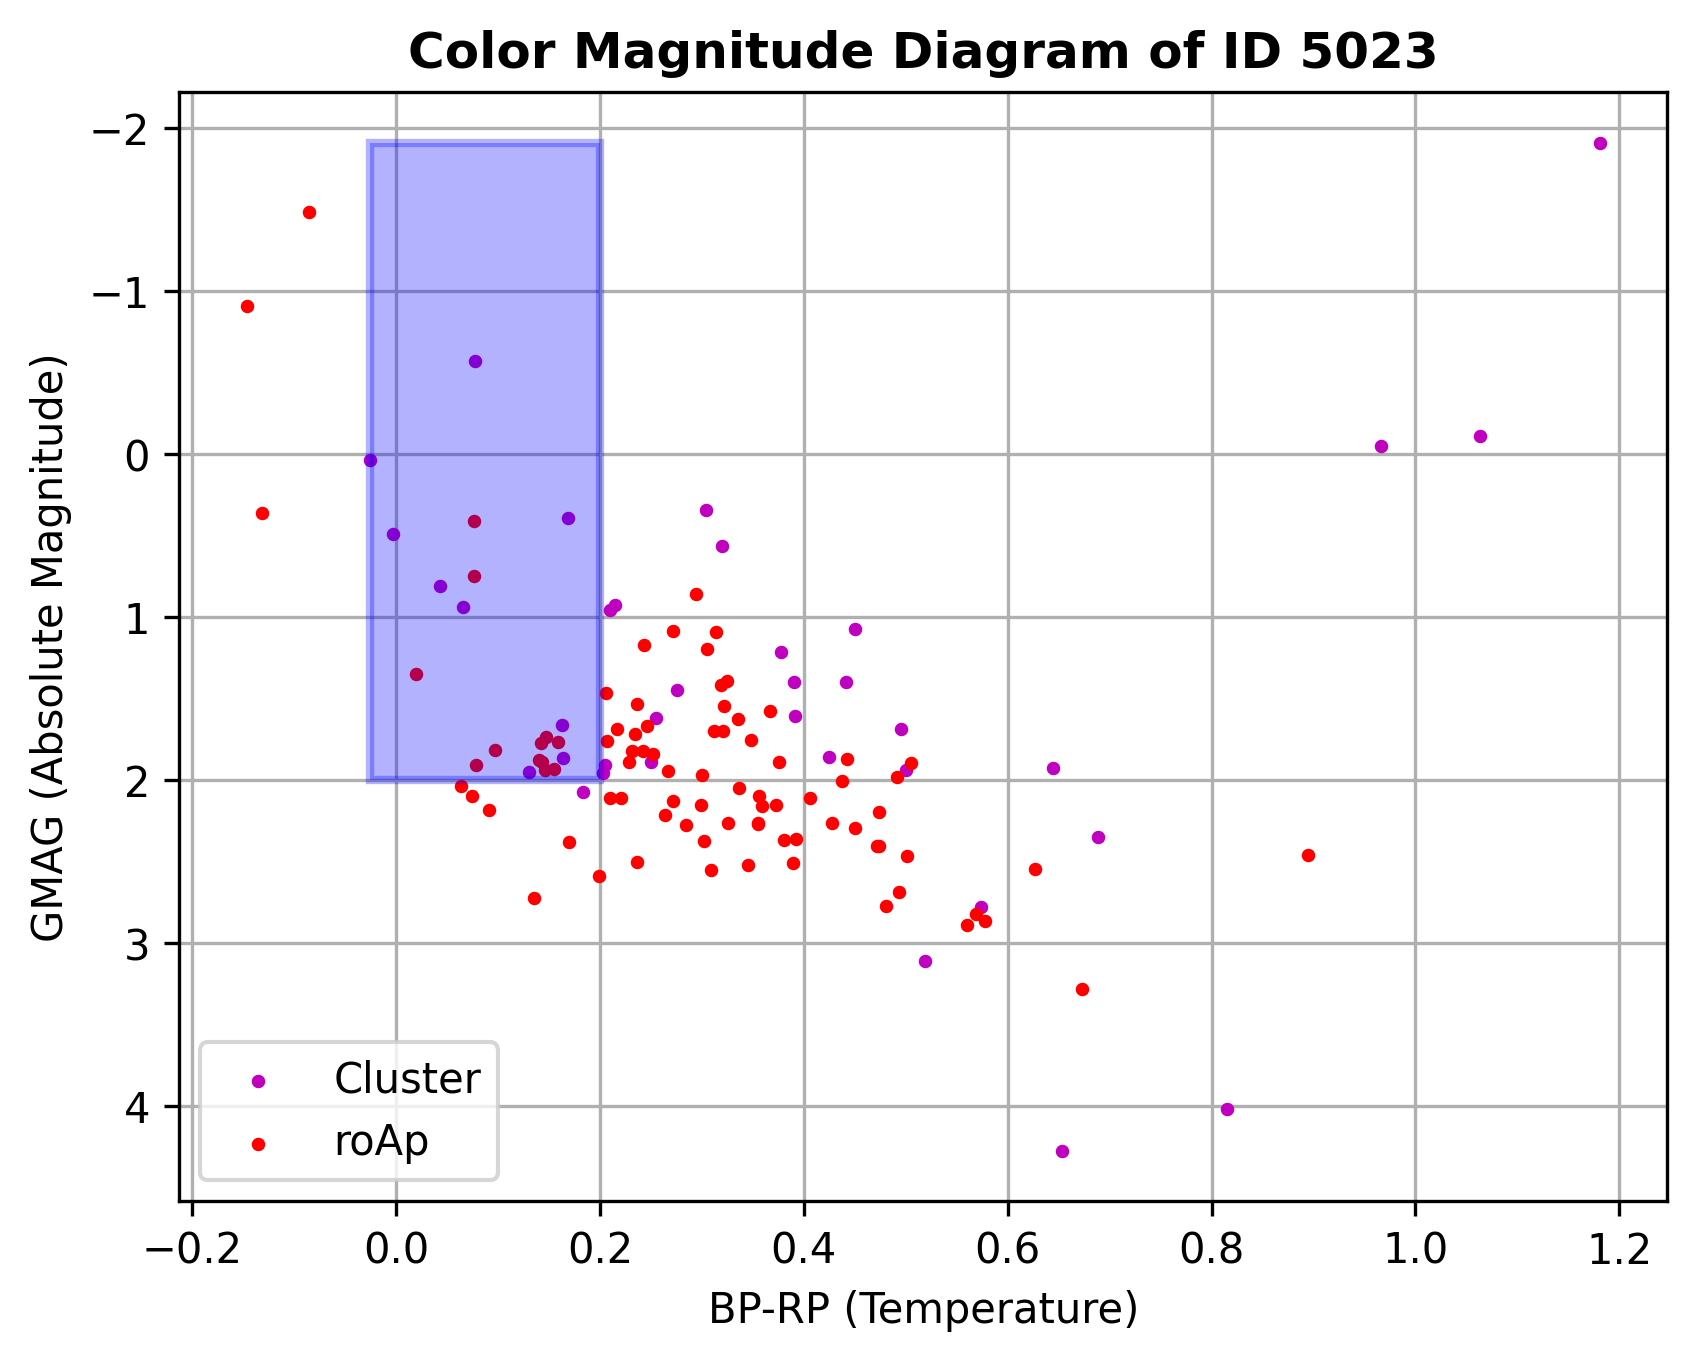 Color Magnitude Diagram of ID 5023
−2
−1
0
1
2
3
4
GMAG (Absolute Magnitude)
Cluster
roAp
−0.2 0.0 0.2 0.4 0.6 0.8 1.0 1.2
BP-RP (Temperature)